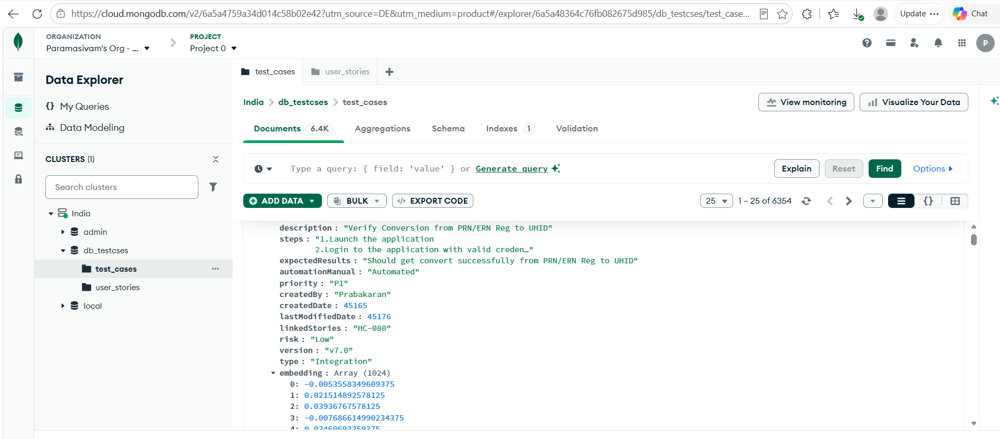 https://cloud.mongodb.com/v2/6a5a4759a34d014c58b02e42?utm_source=DE&utm_medium=product#/explorer/6a5a48364c76fb082675d985/db_testcses/test_case...
Update
Chat
ORGANIZATION
Paramasivam's Org - ...
PROJECT
Project 0
P
Data Explorer
My Queries
Data Modeling
CLUSTERS (1)
Search clusters
India
admin
db_testcses
test_cases
user_stories
local
test_cases
user_stories
India > db_testcses > test_cases
View monitoring
Visualize Your Data
Documents 6.4K
Aggregations
Schema
Indexes 1
Validation
Type a query: { field: 'value' } or Generate query
Explain
Reset
Find
Options
ADD DATA
BULK
EXPORT CODE
25
1 – 25 of 6354
description : "Verify Conversion from PRN/ERN Reg to UHID"
steps : "1.Launch the application
2.Login to the application with valid creden…"
expectedResults : "Should get convert successfully from PRN/ERN Reg to UHID"
automationManual : "Automated"
priority : "P1"
createdBy : "Prabakaran"
createdDate : 45165
lastModifiedDate : 45176
linkedStories : "HC-080"
risk : "Low"
version : "v7.0"
type : "Integration"
embedding : Array (1024)
0: -0.0053558349609375
1: 0.021514892578125
2: 0.03936767578125
3: -0.007686614990234375
4: 0.03460693359375